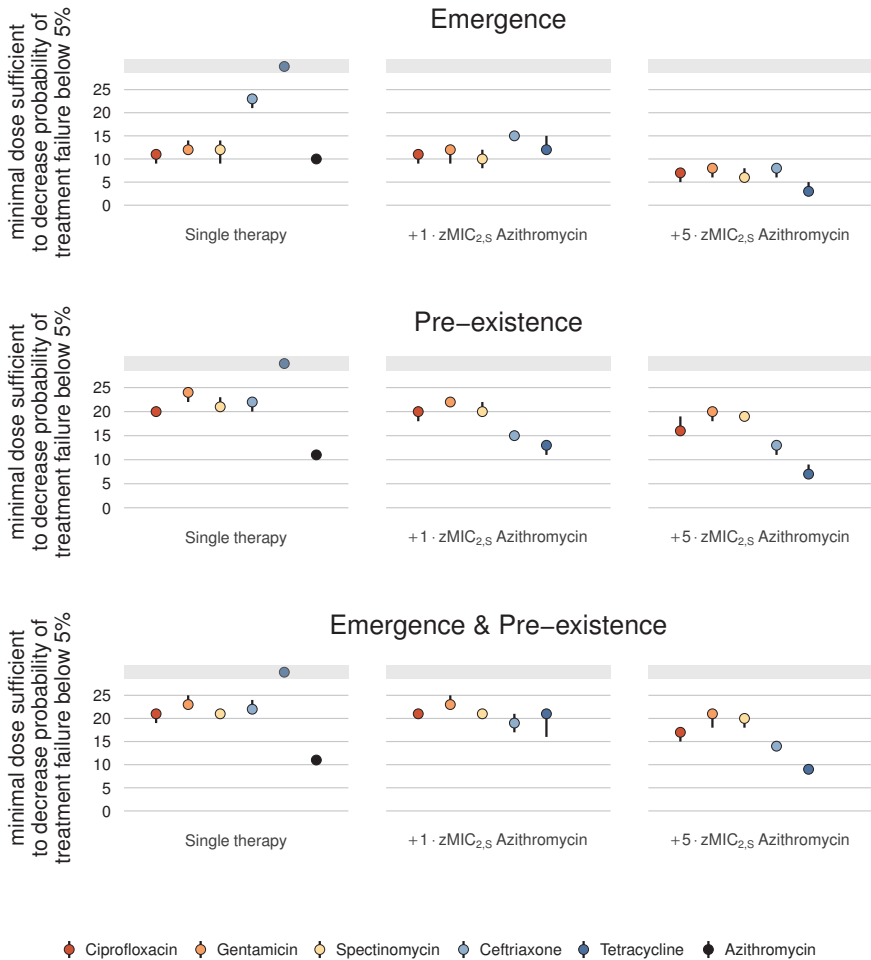 Emergence
minimal dose sufficient
to decrease probability of
treatment failure below 5%
25
20
15
10
5
0
Single therapy
+1 · zMIC2,S Azithromycin
+5 · zMIC2,S Azithromycin
Pre−existence
minimal dose sufficient
to decrease probability of
treatment failure below 5%
25
20
15
10
5
0
Single therapy
+1 · zMIC2,S Azithromycin
+5 · zMIC2,S Azithromycin
Emergence & Pre−existence
minimal dose sufficient
to decrease probability of
treatment failure below 5%
25
20
15
10
5
0
Single therapy
+1 · zMIC2,S Azithromycin
+5 · zMIC2,S Azithromycin
Ciprofloxacin Gentamicin Spectinomycin Ceftriaxone Tetracycline Azithromycin